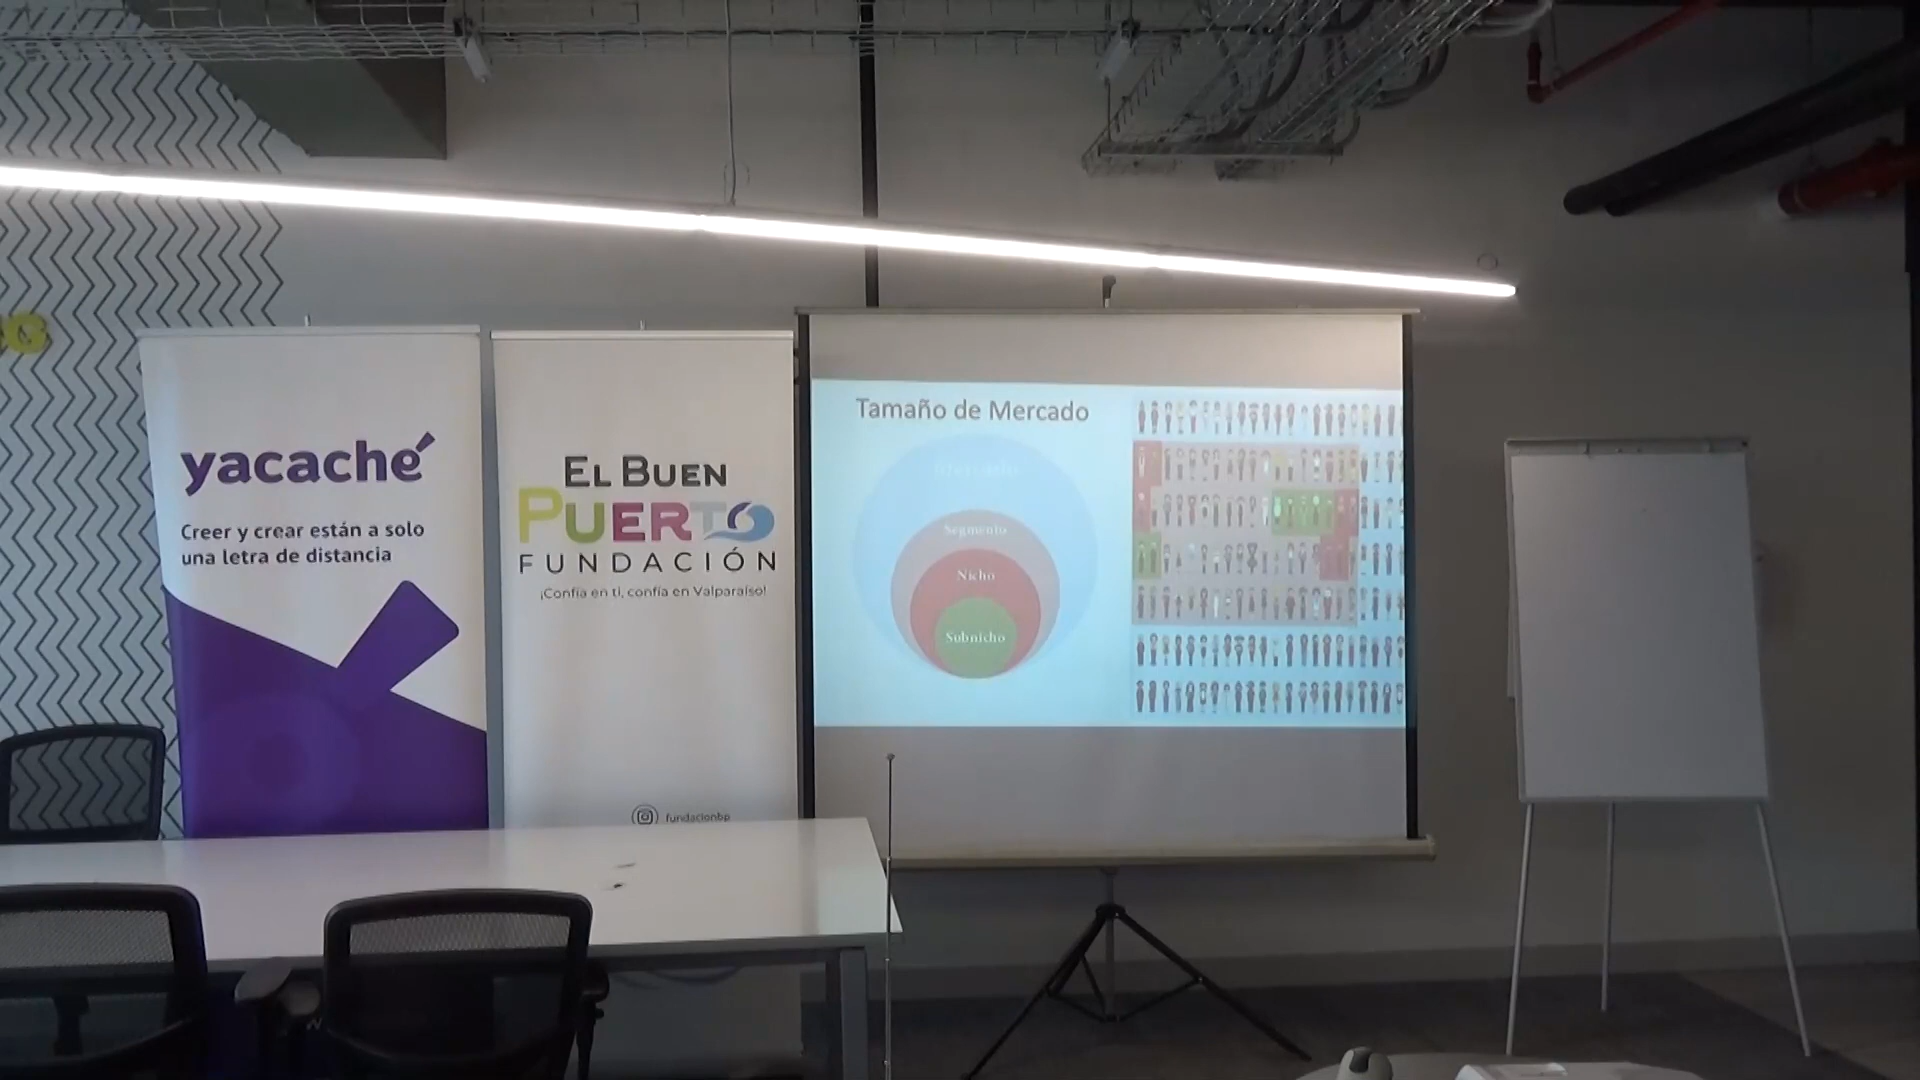 yacaché
Creer y crear están a solo
una letra de distancia
EL BUEN
PUERTO
FUNDACIÓN
¡Confía en ti, confía en Valparaíso!
fundacionbp
Tamaño de Mercado
Segmento
Nicho
Subnicho